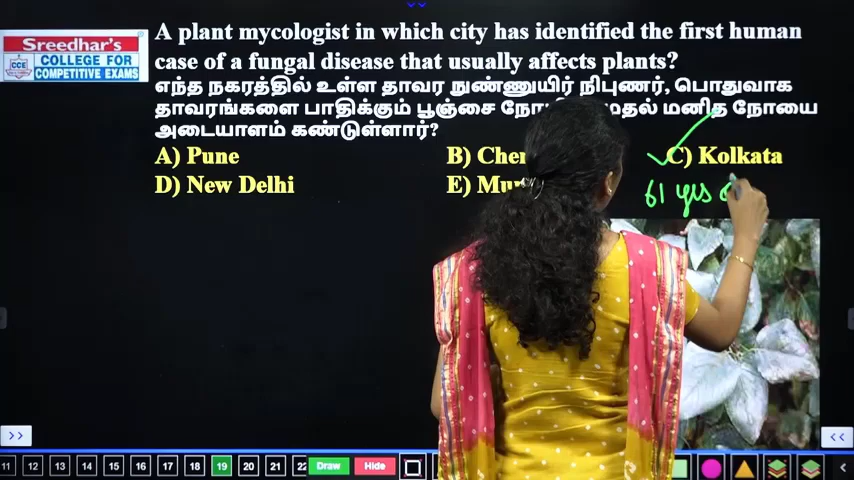 A plant mycologist in which city has identified the first human
case of a fungal disease that usually affects plants?
Sreedhar's
CCE
COLLEGE FOR
COMPETITIVE EXAMS
எந்த நகரத்தில் உள்ள தாவர நுண்ணுயிர் நிபுணர், பொதுவாக
தாவரங்களை பாதிக்கும் பூஞ்சை மனித நோயை
அடையாளம் கண்டுள்ளார்?
A) Pune
B) Chen
C) Kolkata
D) New Delhi
E) Mu
61 yrs
>>
<<
11 12 13 14 15 16 17 18 19 20 21 22 Draw Hide